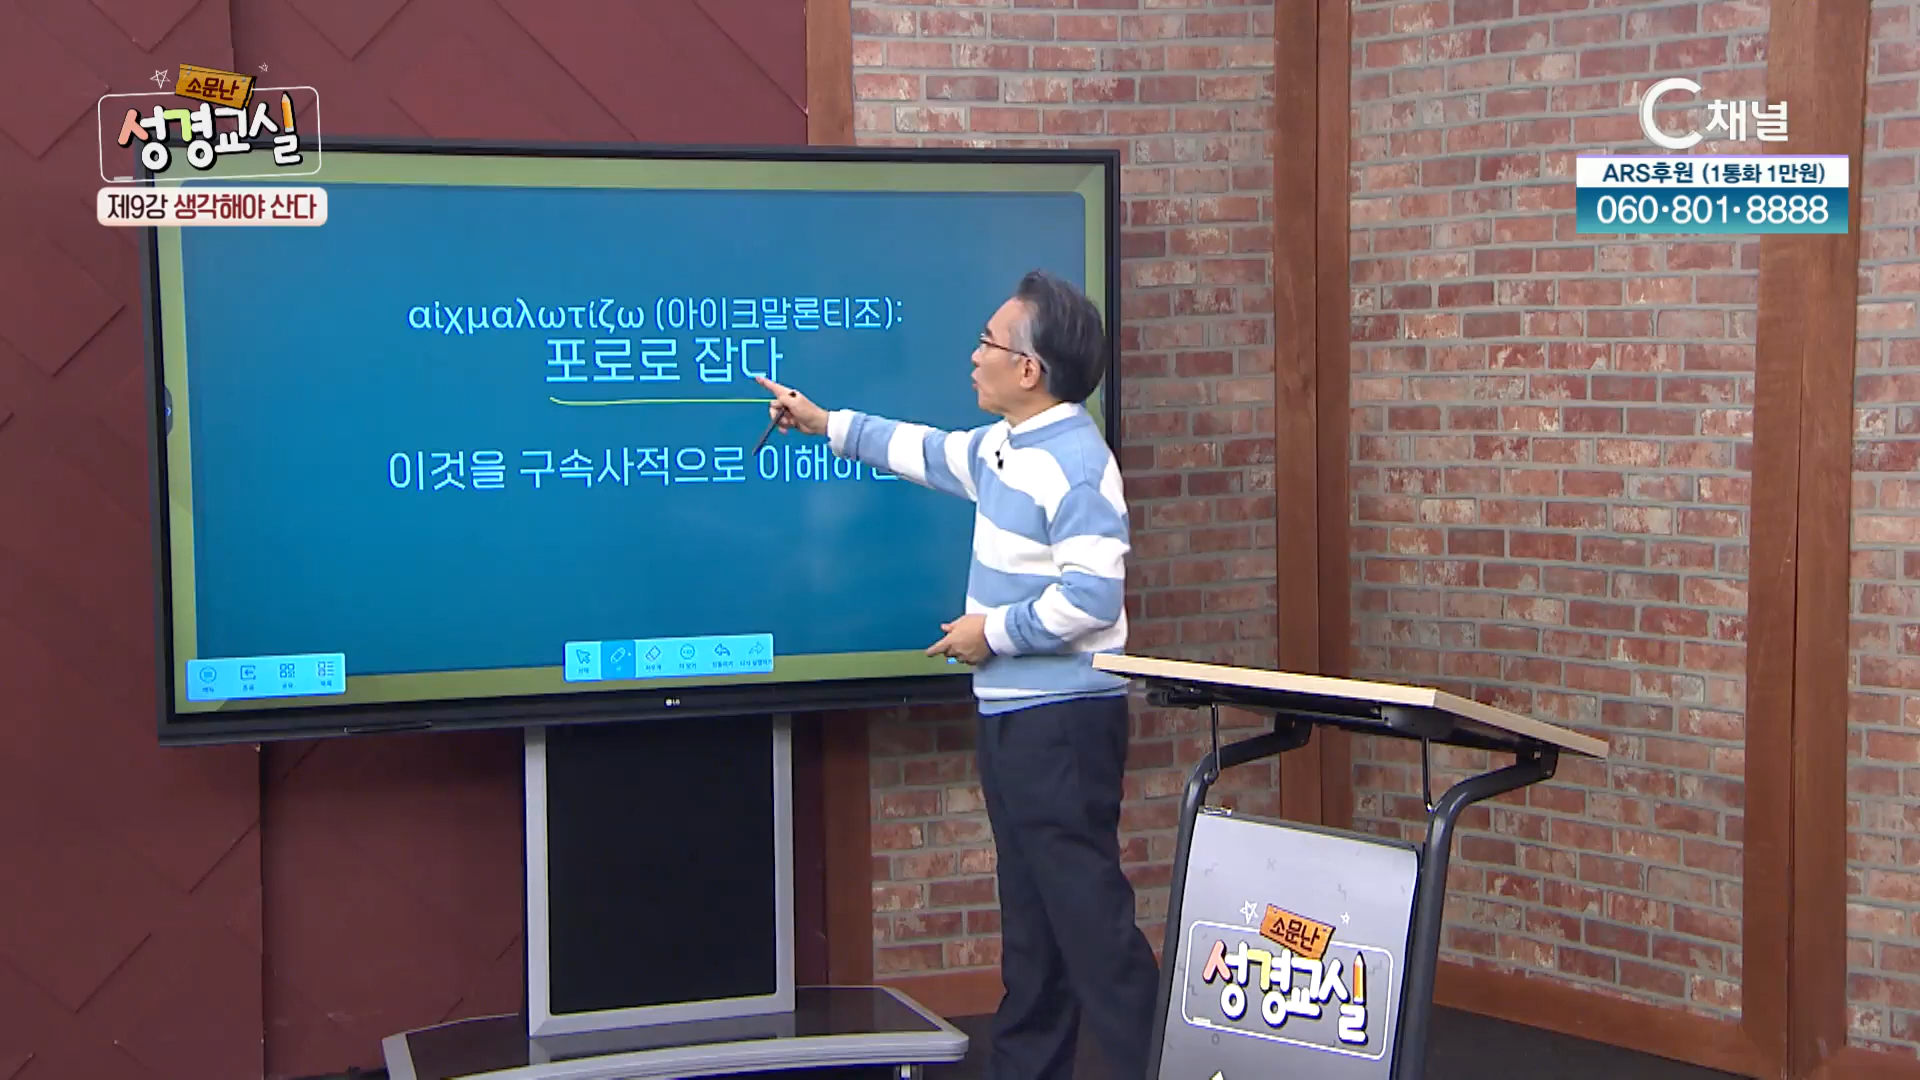 소문난
성경교실
제9강 생각해야 산다
C채널
ARS후원 (1통화 1만원)
060·801·8888
αἰχμαλωτίζω (아이크말론티조):
포로로 잡다
이것을 구속사적으로
LG
소문난
성경교실